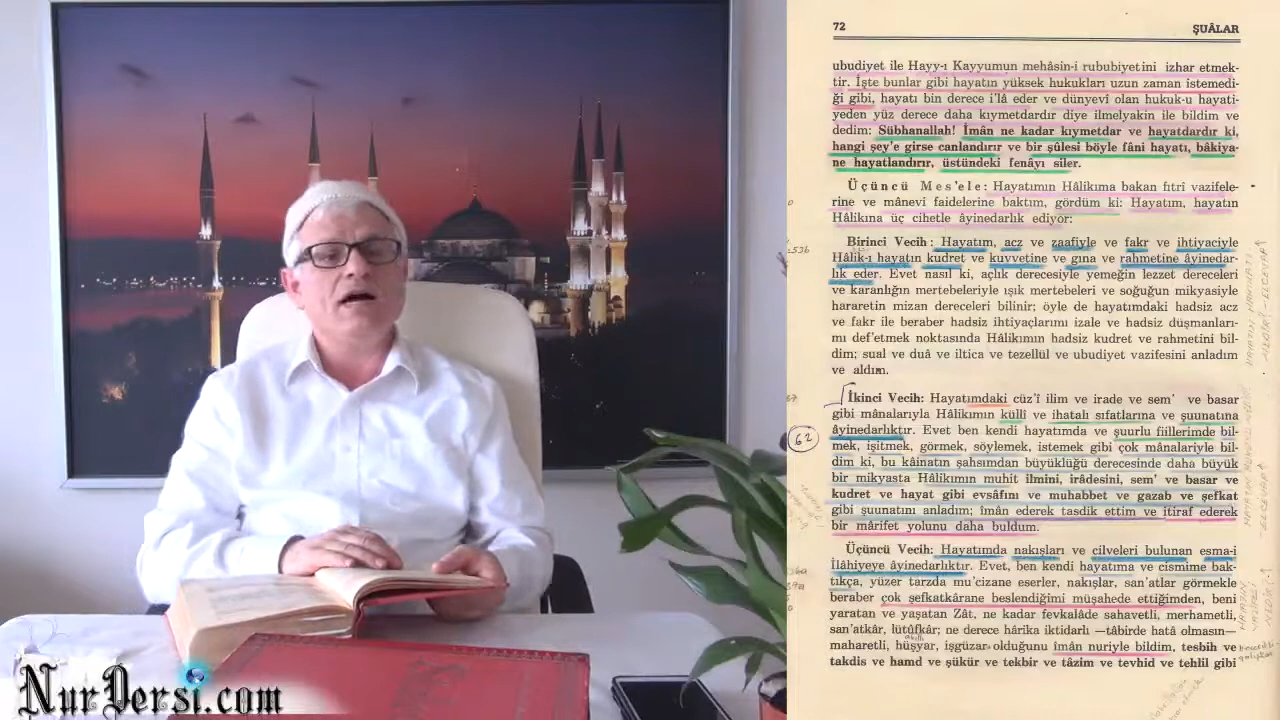 72
ŞUÂLAR
ubudiyet ile Hayy-ı Kayyumun mehâsin-i rububiyetini izhar etmek-
tir. İşte bunlar gibi hayatın yüksek hukukları uzun zaman istemedi-
ği gibi, hayatı bin derece i'lâ eder ve dünyevî olan hukuk-u hayati-
yeden yüz derece daha kıymetdardır diye ilmelyakin ile bildim ve
dedim: Sübhanallah! İmân ne kadar kıymetdar ve hayatdardır ki,
hangi şey'e girse canlandırır ve bir şûlesi böyle fâni hayatı, bâkiya-
ne hayatlandırır, üstündeki fenâyı siler.
Üçüncü Mes'ele: Hayatımın Hâlikıma bakan fıtrî vazifele-
rine ve mânevi faidelerine baktım, gördüm ki: Hayatım, hayatın
Hâlikına üç cihetle âyinedarlık ediyor:
Birinci Vecih: Hayatım, acz ve zaafiyle ve fakr ve ihtiyaciyle
Hâlik-ı hayatın kudret ve kuvvetine ve gına ve rahmetine âyinedar-
lık eder. Evet nasıl ki, açlık derecesiyle yemeğin lezzet dereceleri
ve karanlığın mertebeleriyle ışık mertebeleri ve soğuğun mikyasiyle
hararetin mizan dereceleri bilinir; öyle de hayatımdaki hadsiz acz
ve fakr ile beraber hadsiz ihtiyaçlarımı izale ve hadsiz düşmanları-
mı def'etmek noktasında Hâlikımın hadsiz kudret ve rahmetini bil-
dim; sual ve duâ ve iltica ve tezellül ve ubudiyet vazifesini anladım
ve aldım.
İkinci Vecih: Hayatımdaki cüz'î ilim ve irade ve sem' ve basar
gibi mânalarıyla Hâlikımın küllî ve ihatalı sıfatlarına ve şuunatına
âyinedarlıktır. Evet ben kendi hayatımda ve şuurlu fiillerimde bil-
62
mek, işitmek, görmek, söylemek, istemek gibi çok mânalariyle bil-
dim ki, bu kâinatın şahsımdan büyüklüğü derecesinde daha büyük
bir mikyasta Hâlikımın muhit ilmini, irâdesini, sem' ve basar ve
kudret ve hayat gibi evsâfını ve muhabbet ve gazab ve şefkat
gibi şuunatını anladım; îmân ederek tasdik ettim ve itiraf ederek
bir mârifet yolunu daha buldum.
Üçüncü Vecih: Hayatımda nakışları ve cilveleri bulunan esma-i
İlâhiyeye âyinedarlıktır. Evet, ben kendi hayatıma ve cismime bak-
tıkça, yüzer tarzda mu'cizane eserler, nakışlar, san'atlar görmekle
beraber çok şefkatkârane beslendiğimi müşahede ettiğimden, beni
yaratan ve yaşatan Zât, ne kadar fevkalâde sahavetli, merhametli,
san'atkâr, lütûfkâr; ne derece hârika iktidarlı —tâbirde hatâ olmasın—
maharetli, hüşyar, işgüzar olduğunu îmân nuriyle bildim, tesbih ve
takdis ve hamd ve şükür ve tekbir ve tâzim ve tevhid ve tehlil gibi
NurDersi.com